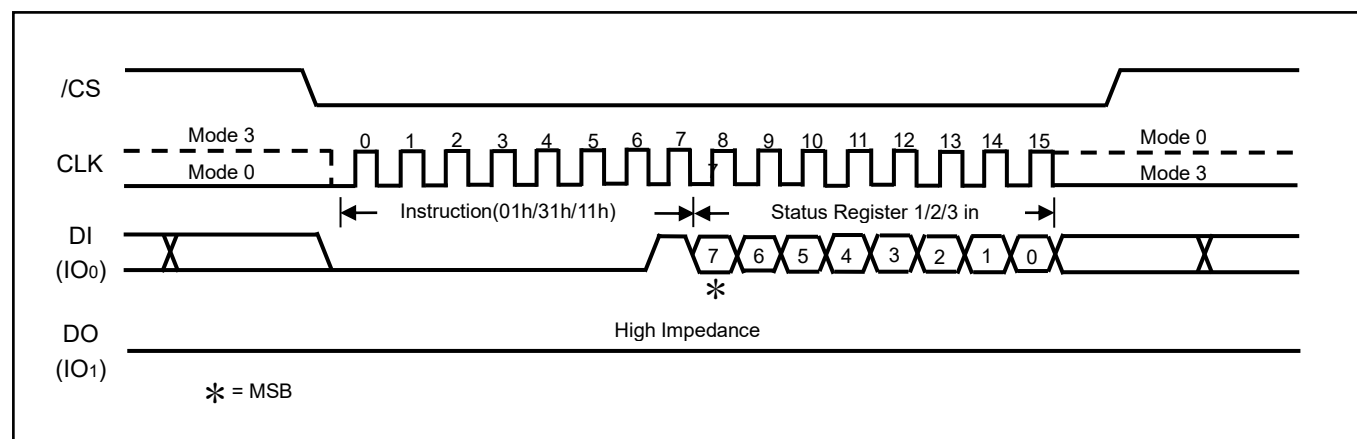 /CS
Mode 3
0 1 2 3 4 5 6 7 8 9 10 11 12 13 14 15
Mode 0
CLK
7
Mode 0
Mode 3
Instruction(01h/31h/11h)
Status Register 1/2/3 in
DI
(IO0)
7 6 5 4 3 2 1 0
*
DO
(IO1)
High Impedance
* = MSB